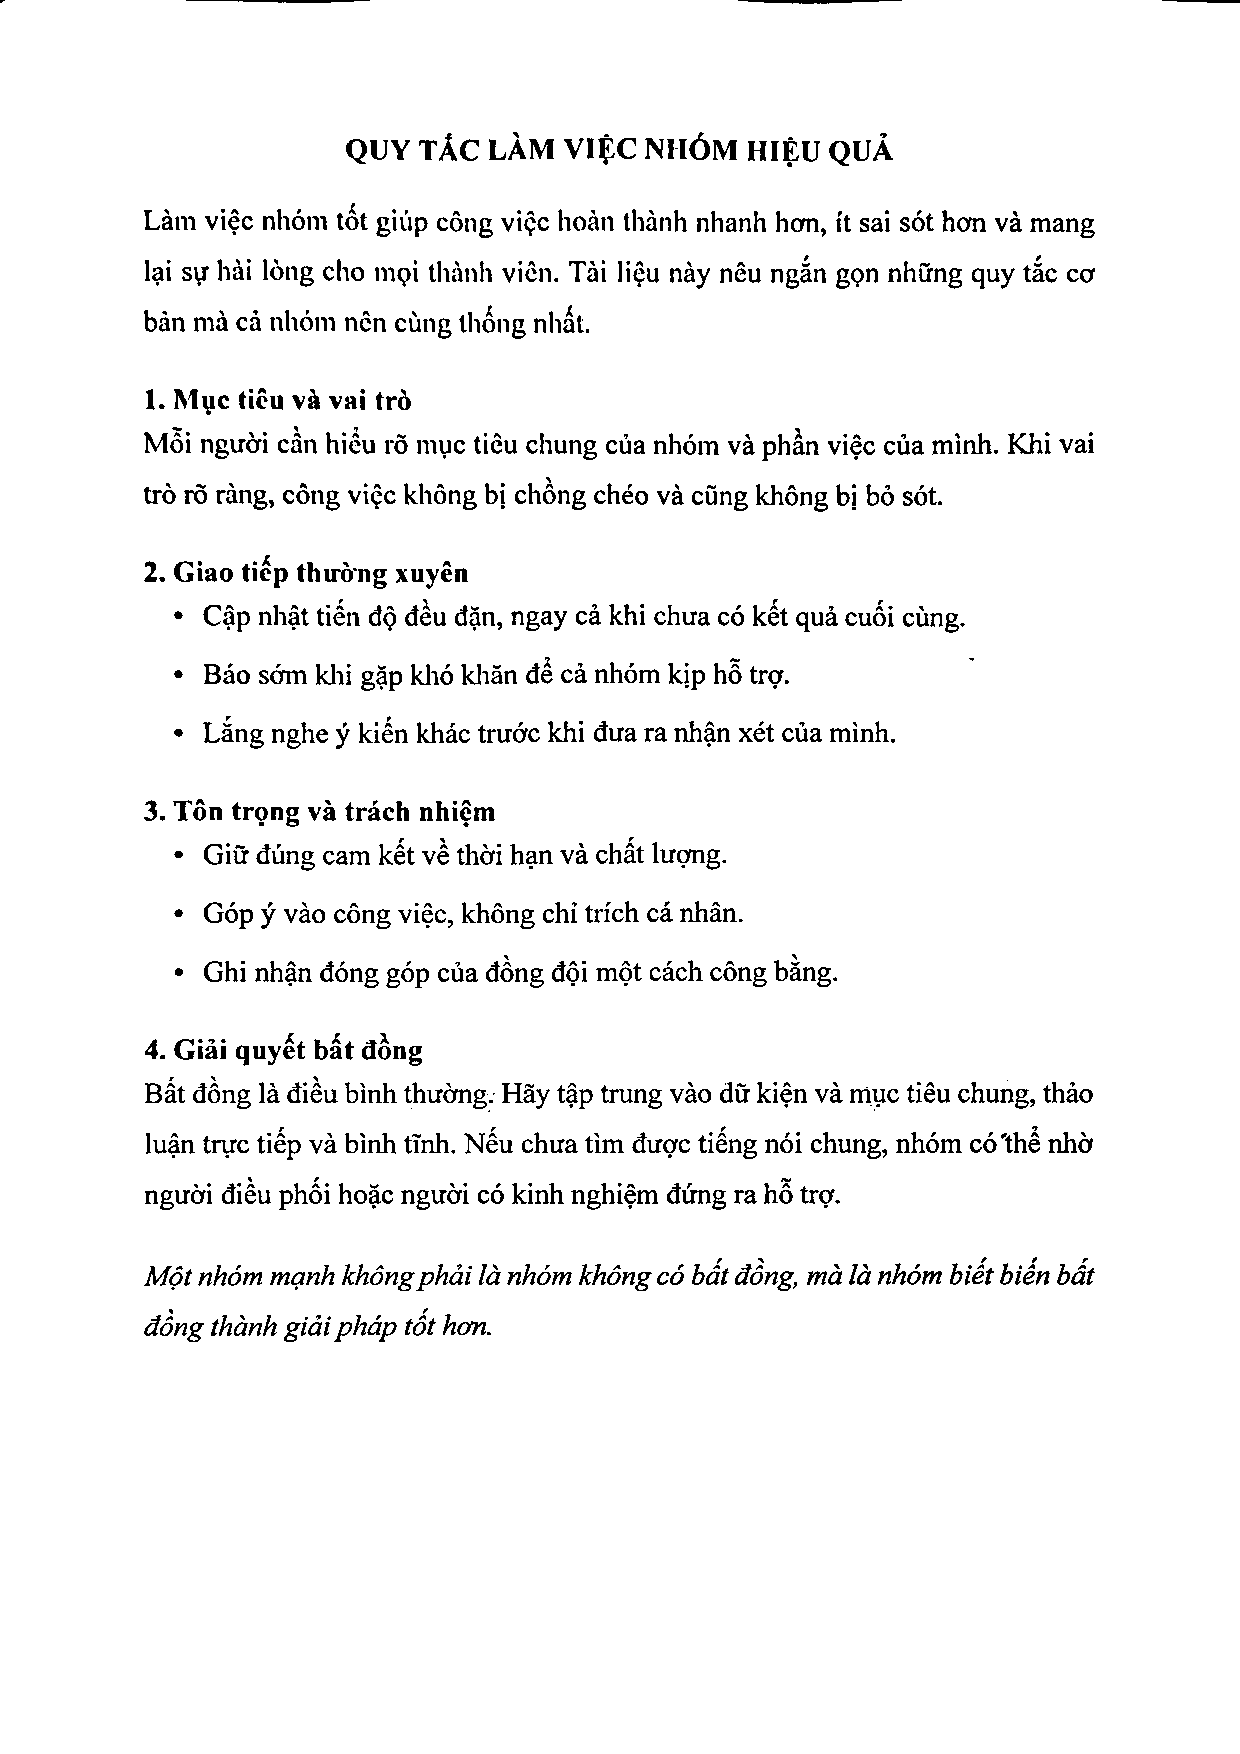 QUY TẮC LÀM VIỆC NHÓM HIỆU QUẢ
Làm việc nhóm tốt giúp công việc hoàn thành nhanh hơn, ít sai sót hơn và mang
lại sự hài lòng cho mọi thành viên. Tài liệu này nêu ngắn gọn những quy tắc cơ
bản mà cả nhóm nên cùng thống nhất.
1. Mục tiêu và vai trò
Mỗi người cần hiểu rõ mục tiêu chung của nhóm và phần việc của mình. Khi vai
trò rõ ràng, công việc không bị chồng chéo và cũng không bị bỏ sót.
2. Giao tiếp thường xuyên
• Cập nhật tiến độ đều đặn, ngay cả khi chưa có kết quả cuối cùng.
• Báo sớm khi gặp khó khăn để cả nhóm kịp hỗ trợ.
• Lắng nghe ý kiến khác trước khi đưa ra nhận xét của mình.
3. Tôn trọng và trách nhiệm
• Giữ đúng cam kết về thời hạn và chất lượng.
• Góp ý vào công việc, không chỉ trích cá nhân.
• Ghi nhận đóng góp của đồng đội một cách công bằng.
4. Giải quyết bất đồng
Bất đồng là điều bình thường. Hãy tập trung vào dữ kiện và mục tiêu chung, thảo
luận trực tiếp và bình tĩnh. Nếu chưa tìm được tiếng nói chung, nhóm có thể nhờ
người điều phối hoặc người có kinh nghiệm đứng ra hỗ trợ.
Một nhóm mạnh không phải là nhóm không có bất đồng, mà là nhóm biết biến bất
đồng thành giải pháp tốt hơn.